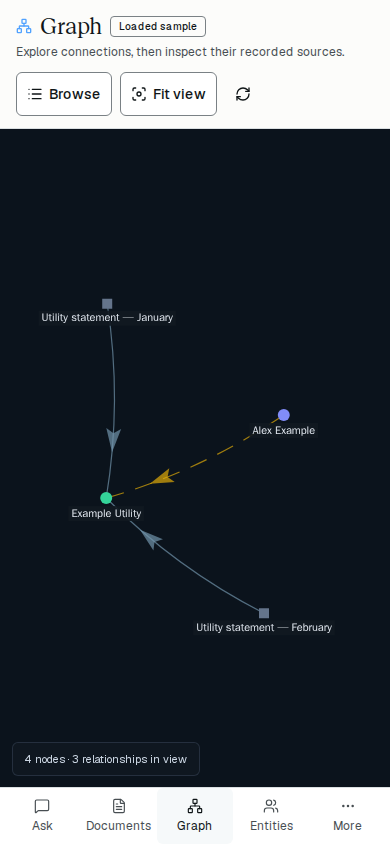 Graph
Loaded sample
Explore connections, then inspect their recorded sources.
Browse
Fit view
Utility statement — January
Alex Example
Example Utility
Utility statement — February
4 nodes · 3 relationships in view
Ask
Documents
Graph
Entities
More